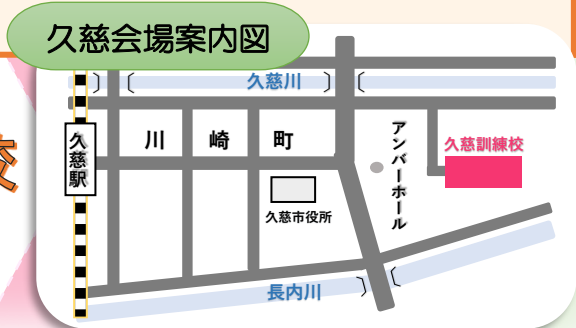 久慈会場案内図
久慈川
川崎町
久慈駅
アンバーホール
久慈訓練校
久慈市役所
長内川